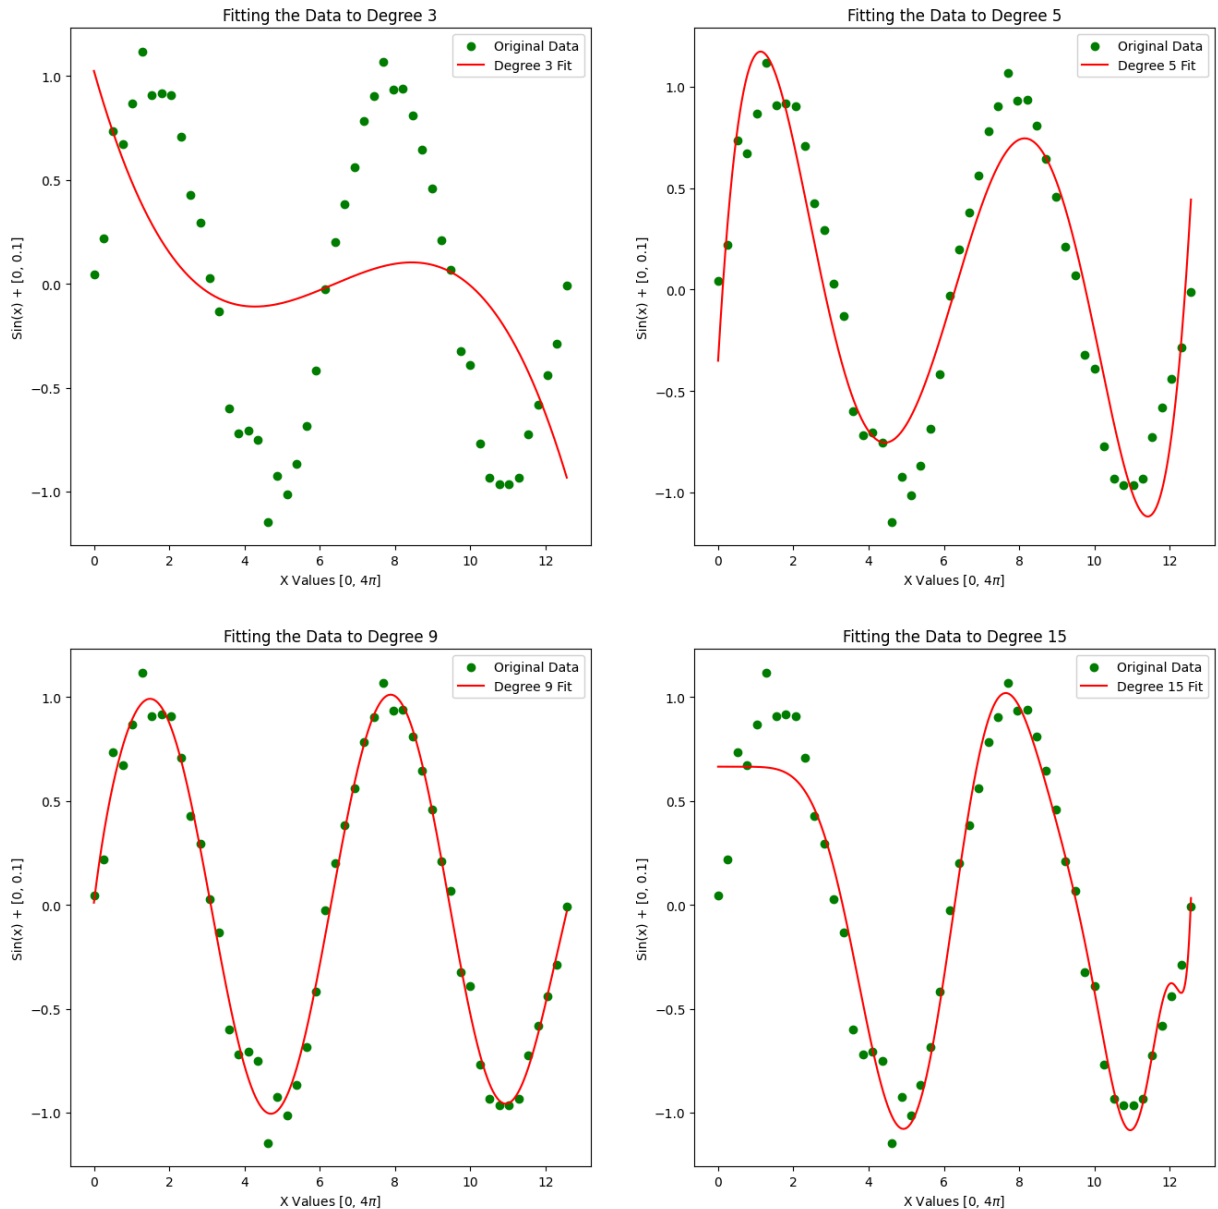 Fitting the Data to Degree 3
Original Data
Degree 3 Fit
1.0
0.5
0.0
−0.5
−1.0
Sin(x) + [0, 0.1]
0 2 4 6 8 10 12
X Values [0, 4π]
Fitting the Data to Degree 5
Original Data
Degree 5 Fit
1.0
0.5
0.0
−0.5
−1.0
Sin(x) + [0, 0.1]
0 2 4 6 8 10 12
X Values [0, 4π]
Fitting the Data to Degree 9
Original Data
Degree 9 Fit
1.0
0.5
0.0
−0.5
−1.0
Sin(x) + [0, 0.1]
0 2 4 6 8 10 12
X Values [0, 4π]
Fitting the Data to Degree 15
Original Data
Degree 15 Fit
1.0
0.5
0.0
−0.5
−1.0
Sin(x) + [0, 0.1]
0 2 4 6 8 10 12
X Values [0, 4π]